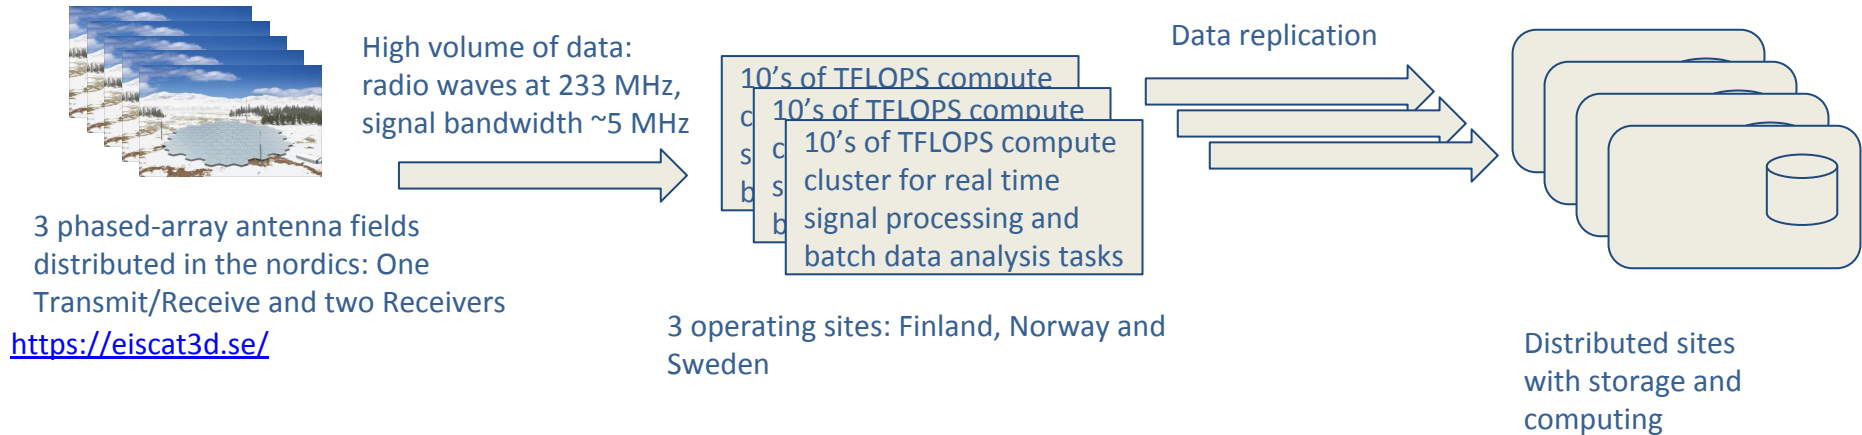 High volume of data:
radio waves at 233 MHz,
signal bandwidth ~5 MHz
3 phased-array antenna fields
distributed in the nordics: One
Transmit/Receive and two Receivers
https://eiscat3d.se/
10's of TFLOPS compute
c
s
b
10's of TFLOPS compute
c
s
b
10's of TFLOPS compute
cluster for real time
signal processing and
batch data analysis tasks
3 operating sites: Finland, Norway and
Sweden
Data replication
Distributed sites
with storage and
computing